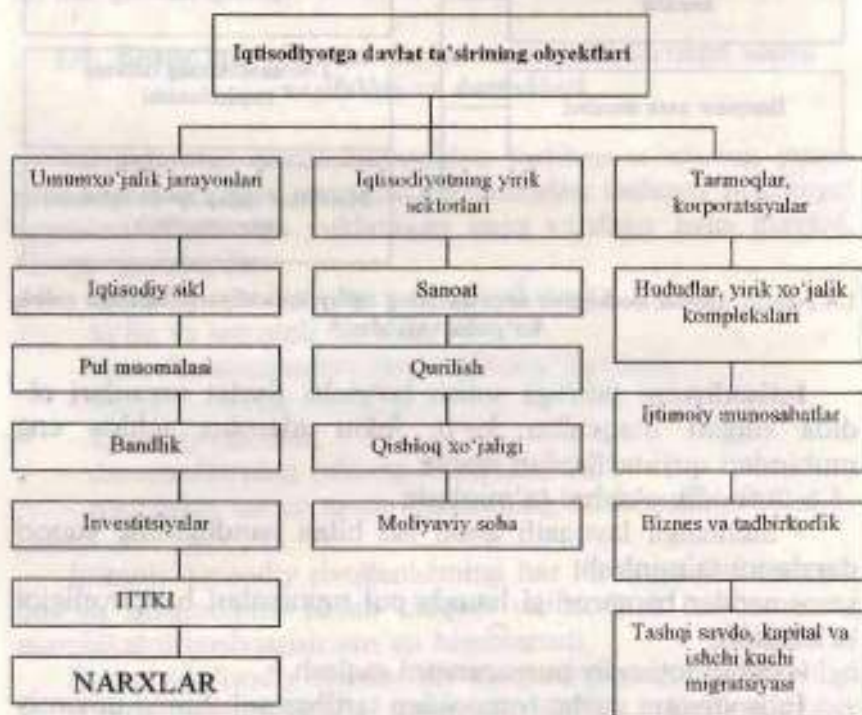 Iqtisodiyotga davlat ta'sirining obyektlari
Umumxo'jalik jarayonlari
Iqtisodiy sikl
Pul muomalasi
Bandlik
Investitsiyalar
ITTKI
NARXLAR
Iqtisodiyotning yirik
sektorlari
Sanoat
Qurilish
Qishloq xo'jaligi
Moliyaviy soha
Tarmoqlar,
korporatsiyalar
Hududlar, yirik xo'jalik
komplekslari
Ijtimoiy munosabatlar
Biznes va tadbirkorlik
Tashqi savdo, kapital va
ishchi kuchi
migratsiyasi